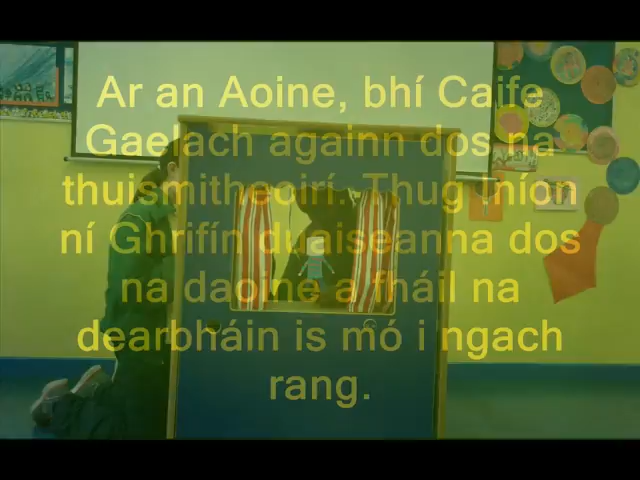 Ar an Aoine, bhí Caife
Gaelach againn dos na
thuismitheoirí. Thug iníon
ní Ghrifín duaiseanna dos
na daoine a fháil na
dearbháin is mó i ngach
rang.